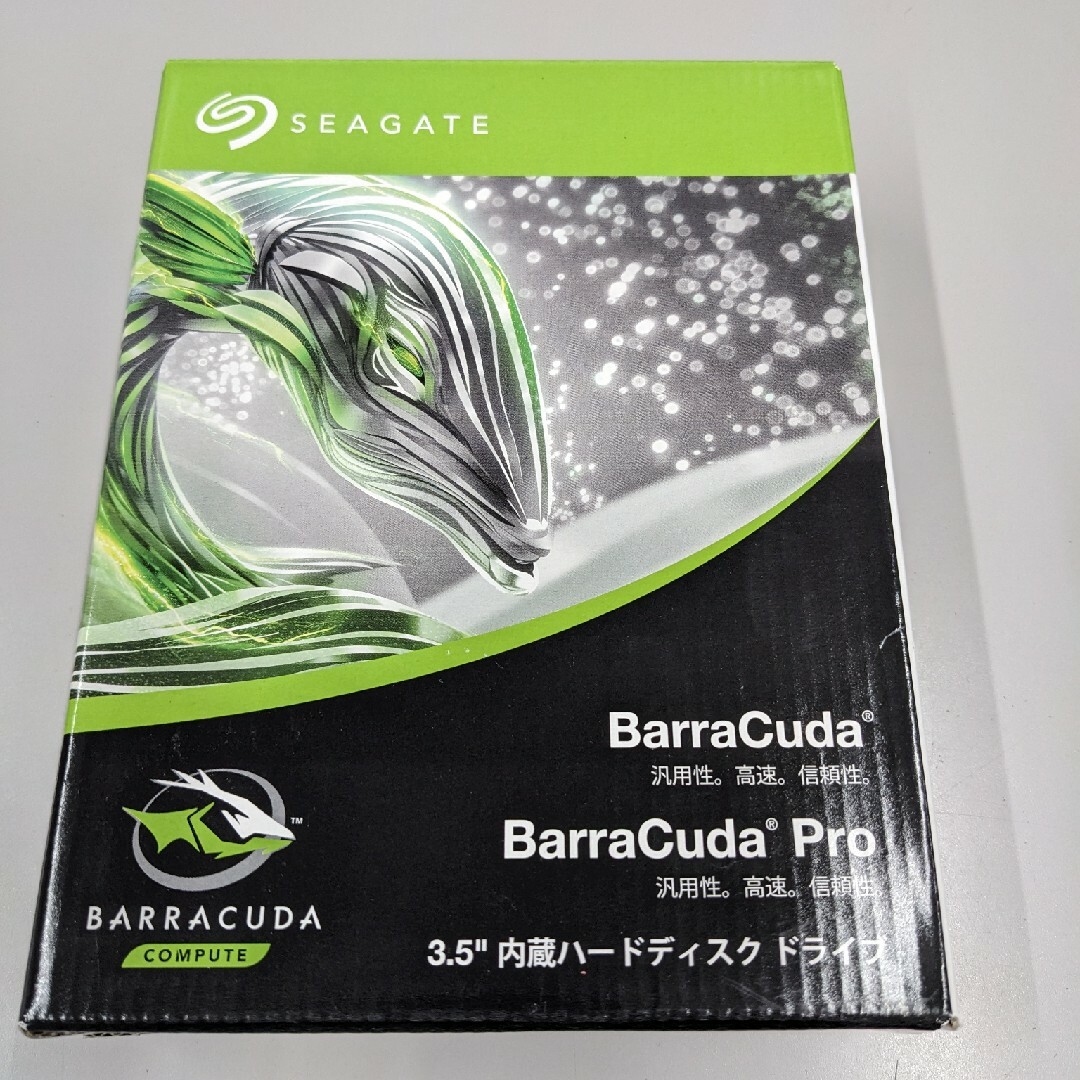 SEAGATE
BarraCuda®
汎用性。高速。信頼性。
BarraCuda® Pro
汎用性。高速。信頼性。
3.5" 内蔵ハードディスク ドライブ
™
BARRACUDA
COMPUTE